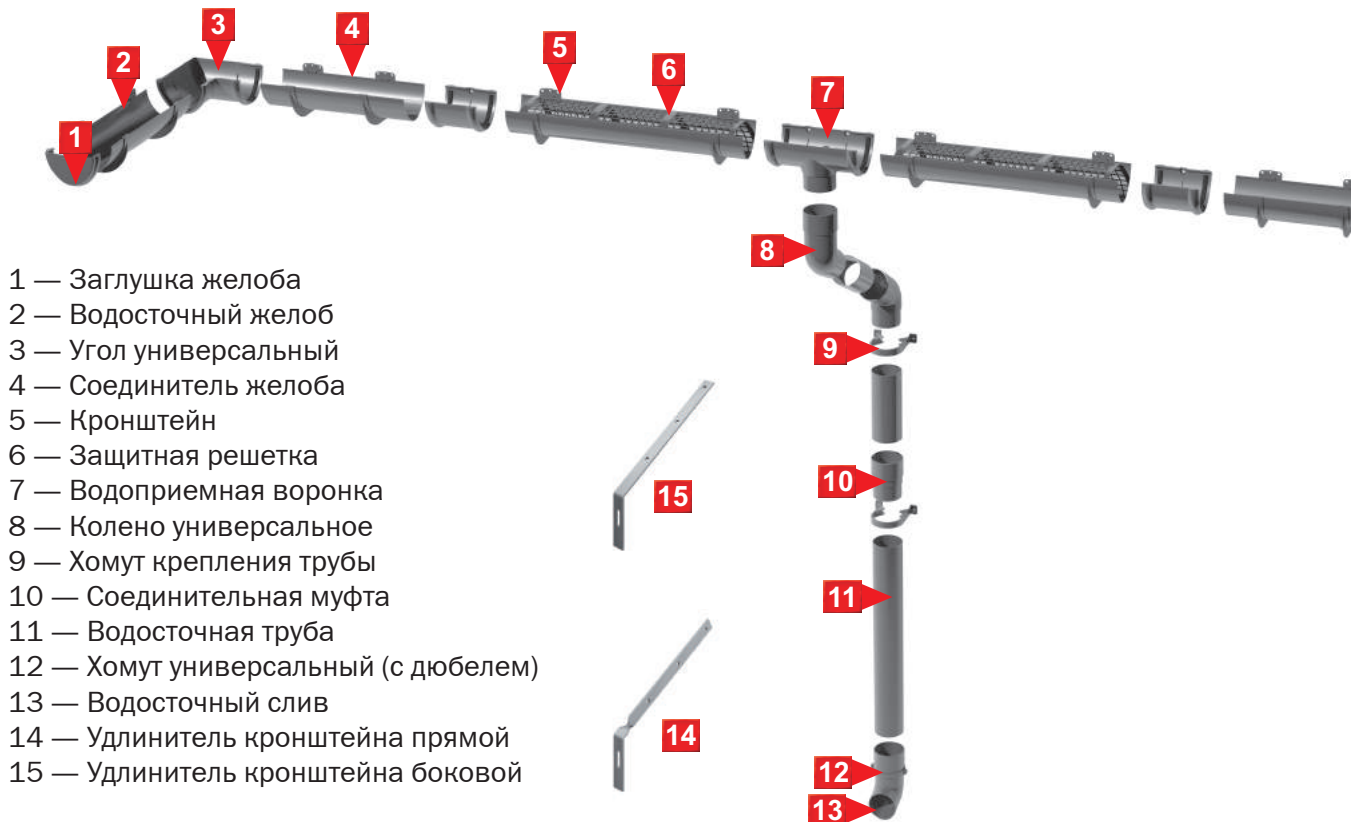 3
4
2
5
6
7
1
8
1 — Заглушка желоба
2 — Водосточный желоб
3 — Угол универсальный
4 — Соединитель желоба
5 — Кронштейн
6 — Защитная решетка
7 — Водоприемная воронка
8 — Колено универсальное
9 — Хомут крепления трубы
10 — Соединительная муфта
11 — Водосточная труба
12 — Хомут универсальный (с дюбелем)
13 — Водосточный слив
14 — Удлинитель кронштейна прямой
15 — Удлинитель кронштейна боковой
9
10
15
11
14
12
13